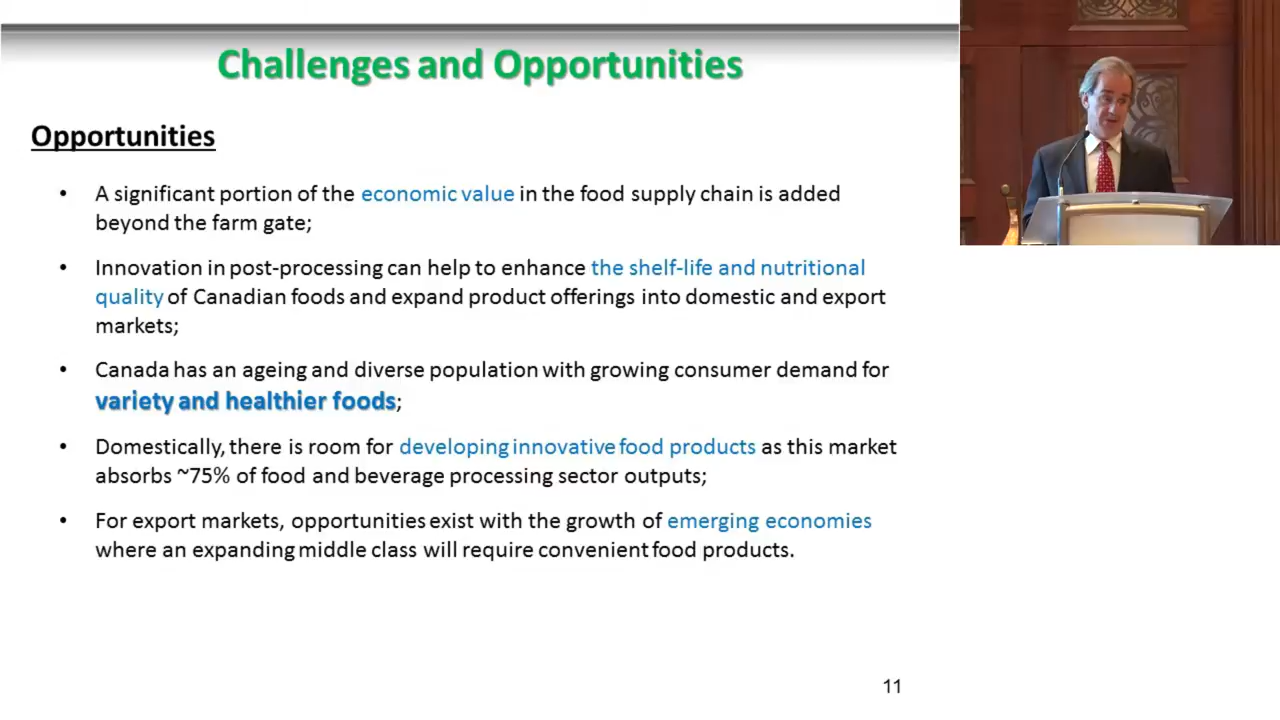 Challenges and Opportunities
Opportunities
• A significant portion of the economic value in the food supply chain is added
beyond the farm gate;
• Innovation in post-processing can help to enhance the shelf-life and nutritional
quality of Canadian foods and expand product offerings into domestic and export
markets;
• Canada has an ageing and diverse population with growing consumer demand for
variety and healthier foods;
• Domestically, there is room for developing innovative food products as this market
absorbs ~75% of food and beverage processing sector outputs;
• For export markets, opportunities exist with the growth of emerging economies
where an expanding middle class will require convenient food products.
11